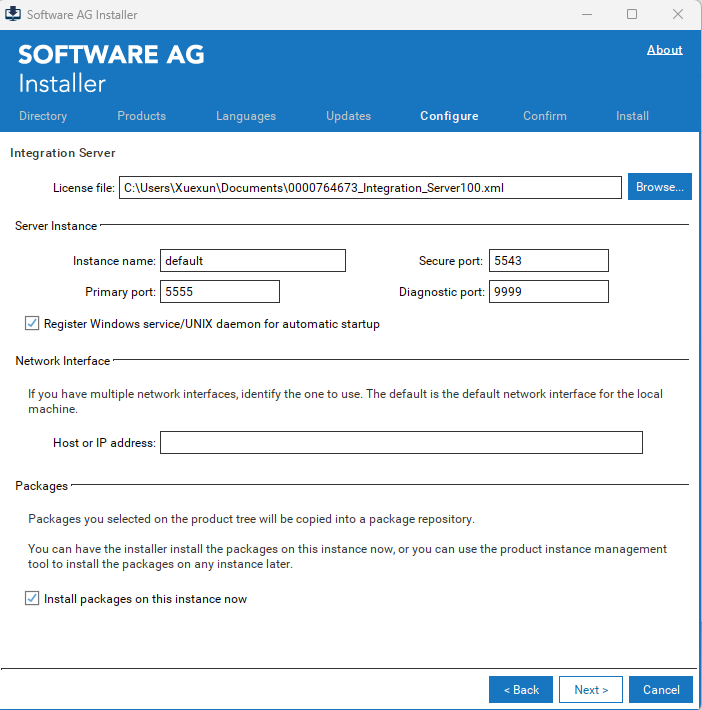 Software AG Installer
SOFTWARE AG
About
Installer
Directory Products Languages Updates Configure Confirm Install
Integration Server
License file: C:\Users\Xuexun\Documents\0000764673_Integration_Server100.xml Browse...
Server Instance
Instance name: default Secure port: 5543
Primary port: 5555 Diagnostic port: 9999
Register Windows service/UNIX daemon for automatic startup
Network Interface
If you have multiple network interfaces, identify the one to use. The default is the default network interface for the local
machine.
Host or IP address:
Packages
Packages you selected on the product tree will be copied into a package repository.
You can have the installer install the packages on this instance now, or you can use the product instance management
tool to install the packages on any instance later.
Install packages on this instance now
< Back Next > Cancel